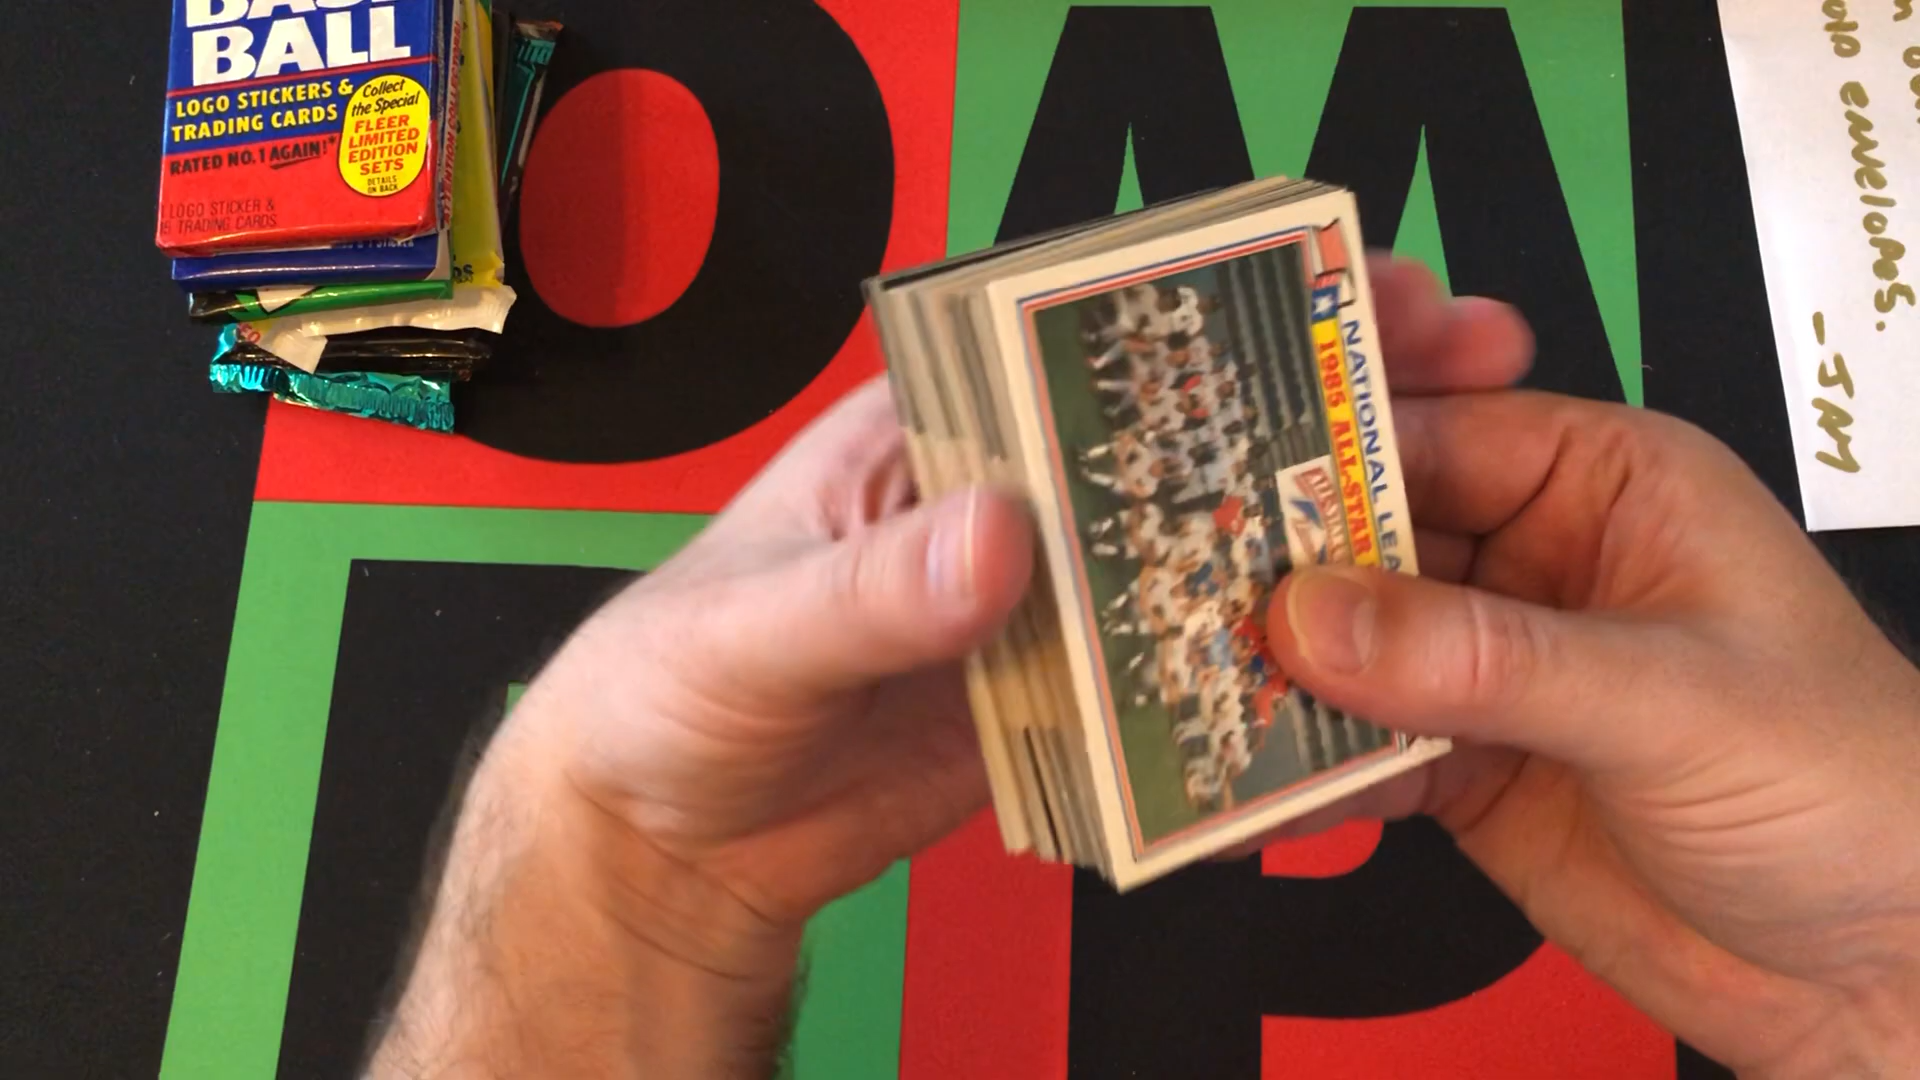 BALL
LOGO STICKERS &
TRADING CARDS
RATED NO. 1 AGAIN!*
Collect
the Special
FLEER
LIMITED
EDITION
SETS
DETAILS
ON BACK
LOGO STICKER &
15 TRADING CARDS
NATIONAL LEA
1985 ALL-STAR
ENVELOPES.
-JAY